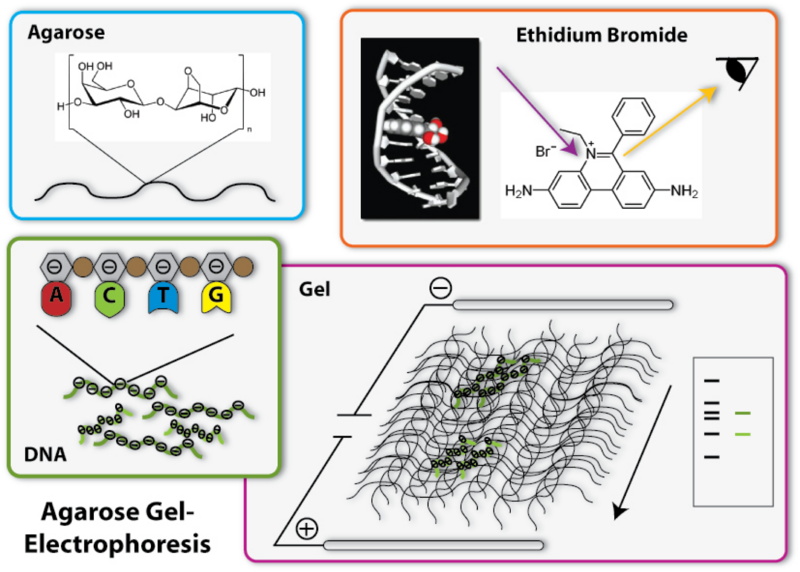 Agarose
OH OH
O
O
OH
H O
O
O
OH
HO
n
Ethidium Bromide
Br⁻
N⁺
H₂N
NH₂
⊖ ⊖ ⊖ ⊖
A C T G
DNA
Gel
⊖
⊕
Agarose Gel-
Electrophoresis